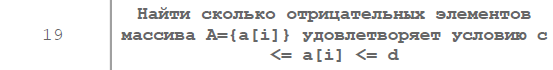 Найти сколько отрицательных элементов
19 массива A={a[i]} удовлетворяет условию с
<= a[i] <= d